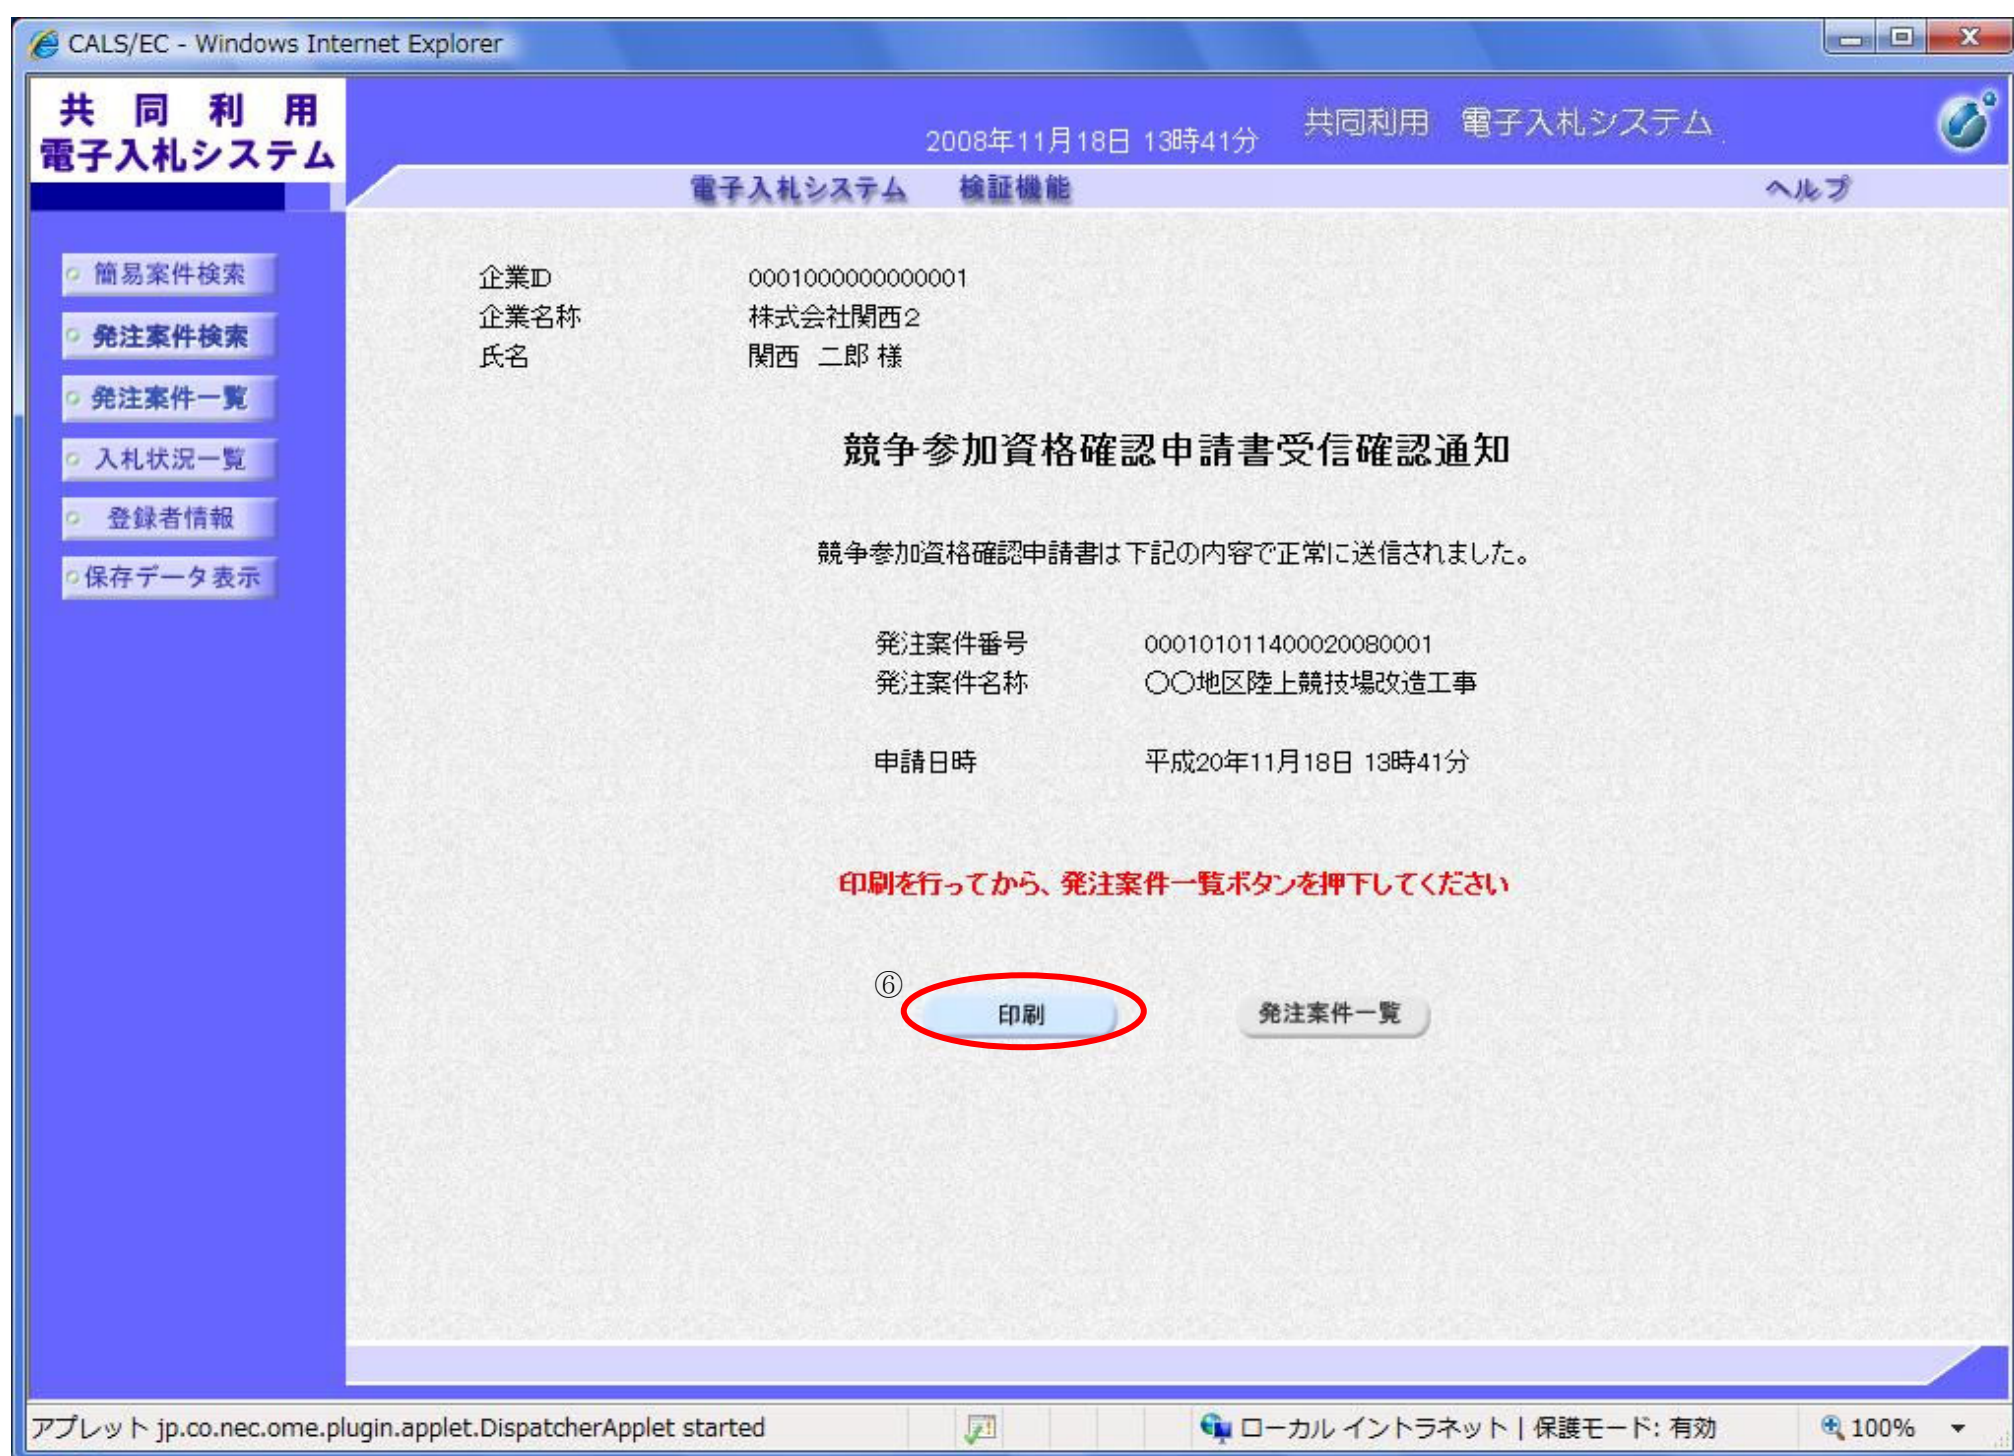 CALS/EC - Windows Internet Explorer
共 同 利 用
電子入札システム
2008年11月18日 13時41分
共同利用 電子入札システム
電子入札システム 検証機能 ヘルプ
簡易案件検索
発注案件検索
発注案件一覧
入札状況一覧
登録者情報
保存データ表示
企業ID 0001000000000001
企業名称 株式会社関西2
氏名 関西 二郎 様
競争参加資格確認申請書受信確認通知
競争参加資格確認申請書は下記の内容で正常に送信されました。
発注案件番号 000101011400020080001
発注案件名称 〇〇地区陸上競技場改造工事
申請日時 平成20年11月18日 13時41分
印刷を行ってから、発注案件一覧ボタンを押下してください
⑥
印刷 発注案件一覧
アプレット jp.co.nec.ome.plugin.applet.DispatcherApplet started ローカル イントラネット | 保護モード: 有効 100%